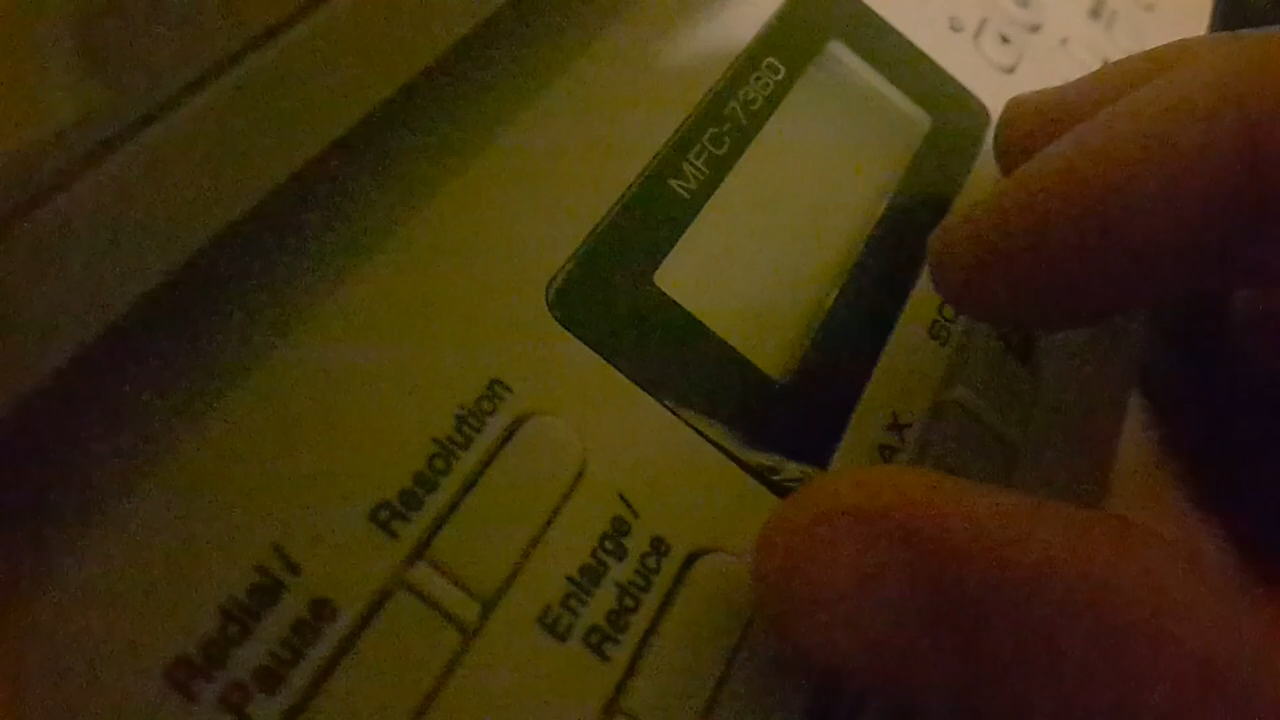 MFC-7360
Resolution
Redial /
Pause
Enlarge /
Reduce